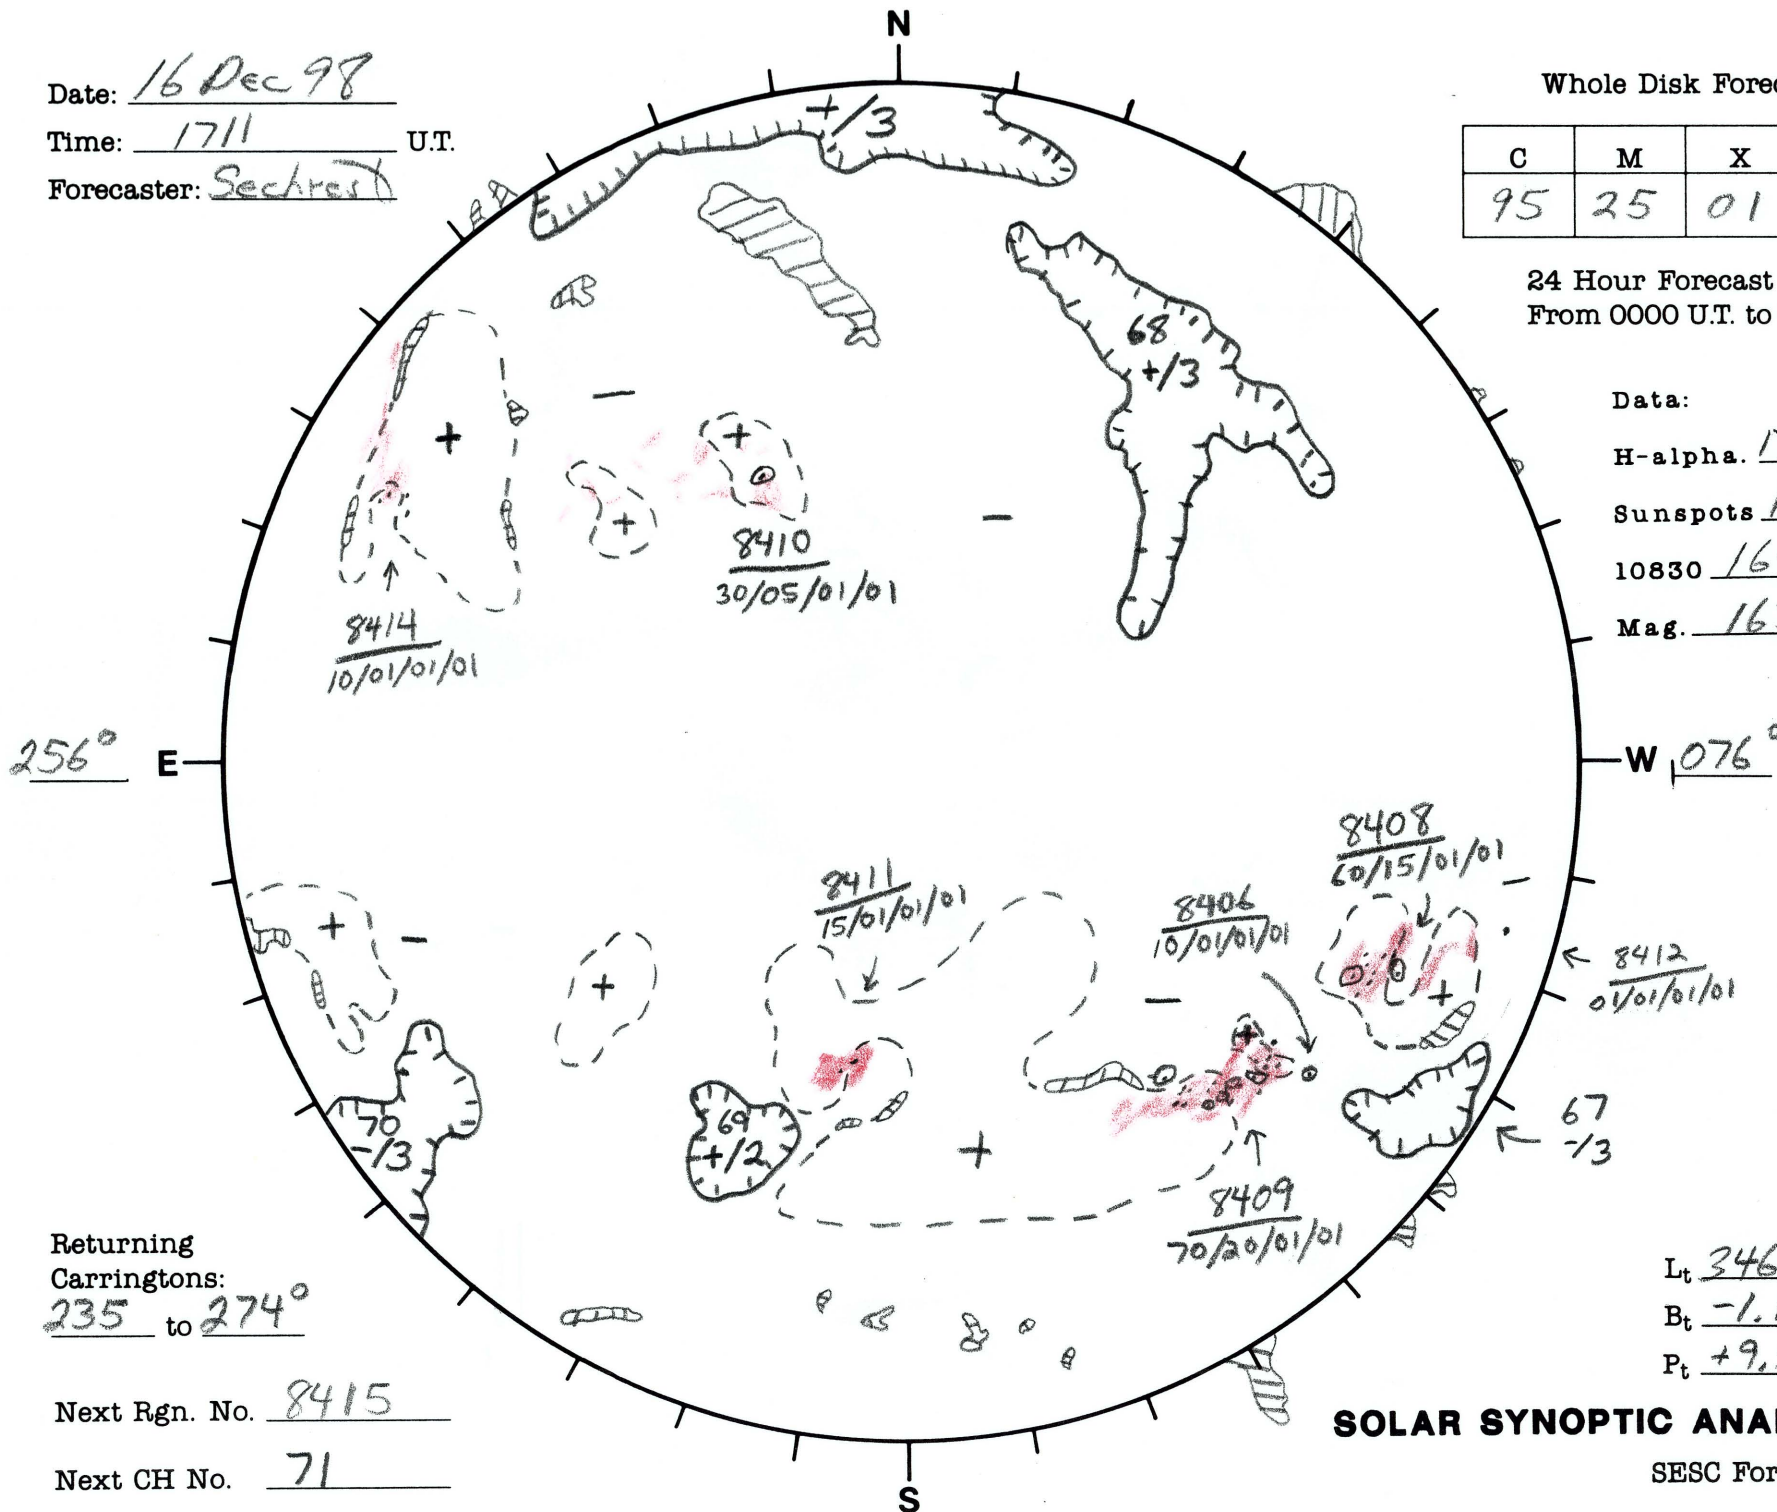 N
Date: 16 Dec 98
Time: 1711 U.T.
Forecaster: Sechrest
Whole Disk Forec
C M X
95 25 01
24 Hour Forecast
From 0000 U.T. to
Data:
H-alpha. 1
Sunspots 1
10830 16
Mag. 16
+/3
68
+/3
+
−
+
+
−
8410
30/05/01/01
8414
10/01/01/01
256° E
W 076°
8408
60/15/01/01
8411
15/01/01/01
8406
10/01/01/01
8412
01/01/01/01
+
−
+
−
−
+
+
70
-/3
69
+/2
+
67
-/3
8409
70/20/01/01
Returning
Carringtons:
235 to 274°
Next Rgn. No. 8415
Next CH No. 71
Lt 346
Bt -1.
Pt +9.
SOLAR SYNOPTIC ANAL
SESC For
S